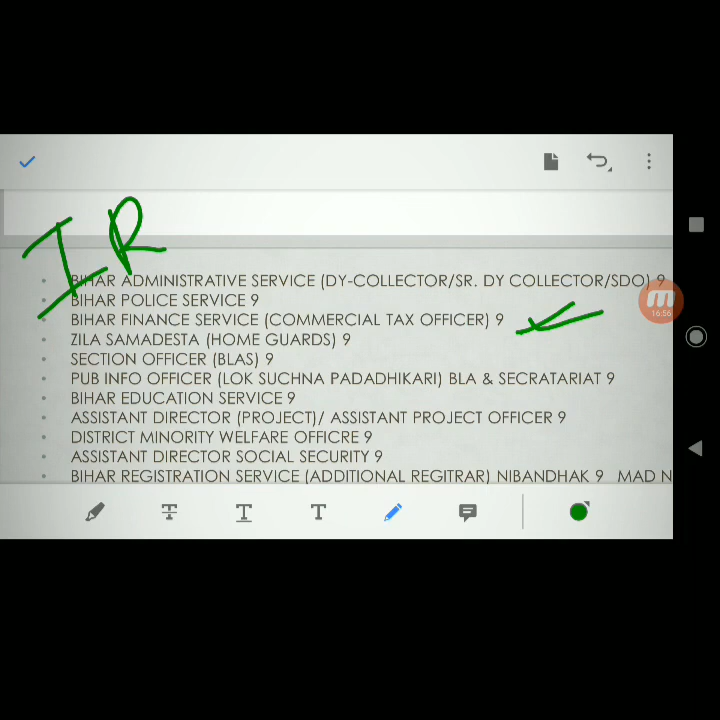 IR
BIHAR ADMINISTRATIVE SERVICE (DY-COLLECTOR/SR. DY COLLECTOR/SDO) 9
BIHAR POLICE SERVICE 9
BIHAR FINANCE SERVICE (COMMERCIAL TAX OFFICER) 9
16:56
ZILA SAMADESTA (HOME GUARDS) 9
SECTION OFFICER (BLAS) 9
PUB INFO OFFICER (LOK SUCHNA PADADHIKARI) BLA & SECRATARIAT 9
BIHAR EDUCATION SERVICE 9
ASSISTANT DIRECTOR (PROJECT)/ ASSISTANT PROJECT OFFICER 9
DISTRICT MINORITY WELFARE OFFICRE 9
ASSISTANT DIRECTOR SOCIAL SECURITY 9
BIHAR REGISTRATION SERVICE (ADDITIONAL REGITRAR) NIBANDHAK 9 MAD N
T T T